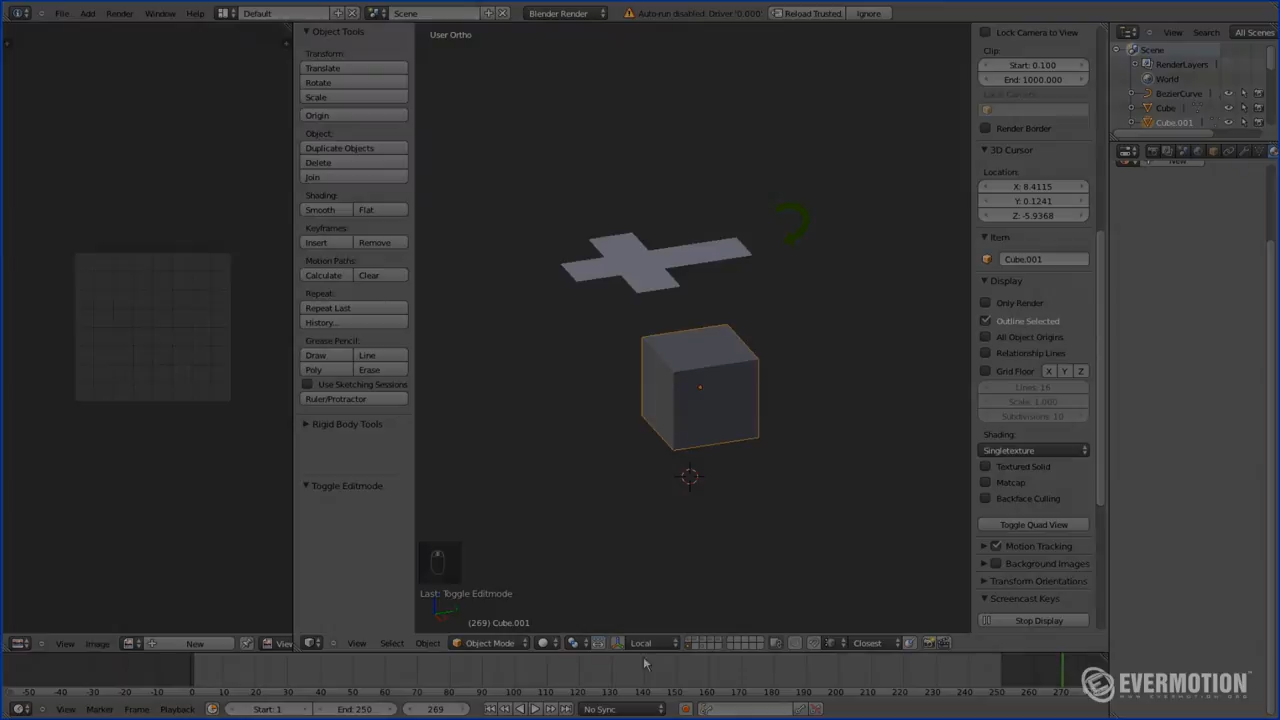 File Add Render Window Help Default Scene Blender Render Auto-run disabled: Driver '0.000' Reload Trusted Ignore
Object Tools
Transform:
Translate
Rotate
Scale
Origin
Object:
Duplicate Objects
Delete
Join
Shading:
Smooth Flat
Keyframes:
Insert Remove
Motion Paths:
Calculate Clear
Repeat:
Repeat Last
History...
Grease Pencil:
Draw Line
Poly Erase
Use Sketching Sessions
Ruler/Protractor
Rigid Body Tools
Toggle Editmode
User Ortho
Last: Toggle Editmode
(269) Cube.001
Lock Camera to View
Clip:
Start: 0.100
End: 1000.000
Local Camera:
Render Border
3D Cursor
Location:
X: 8.4115
Y: 0.1241
Z: -5.9368
Item
Cube.001
Display
Only Render
Outline Selected
All Object Origins
Relationship Lines
Grid Floor X Y Z
Lines: 16
Scale: 1.000
Subdivisions: 10
Shading:
Singletexture
Textured Solid
Matcap
Backface Culling
Toggle Quad View
Motion Tracking
Background Images
Transform Orientations
Screencast Keys
Stop Display
View Search All Scenes
Scene
RenderLayers
World
BezierCurve
Cube
Cube.001
New
View Image New View
View Select Object Object Mode Local Closest
-50 -40 -30 -20 -10 0 10 20 30 40 50 60 70 80 90 100 110 120 130 140 150 160 170 180 190 200 210 220 230 240 250 260 270
View Marker Frame Playback Start: 1 End: 250 269 No Sync
EVERMOTION